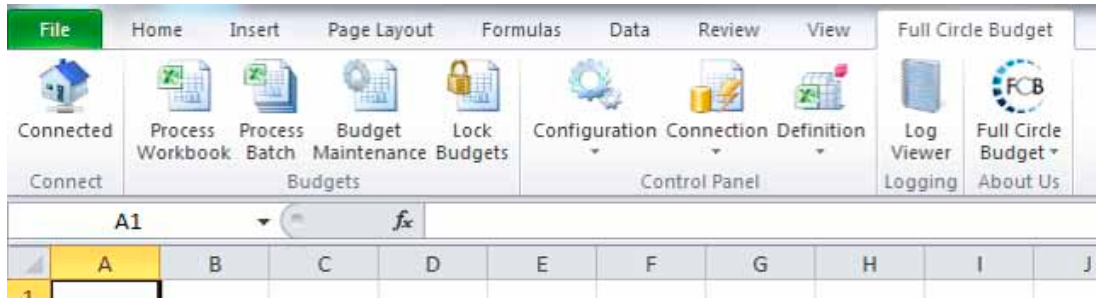 File Home Insert Page Layout Formulas Data Review View Full Circle Budget
Connected Process Workbook Process Batch Budget Maintenance Lock Budgets Configuration Connection Definition Log Viewer Full Circle Budget
FCB
Connect Budgets Control Panel Logging About Us
A1 fx
A B C D E F G H I J
1